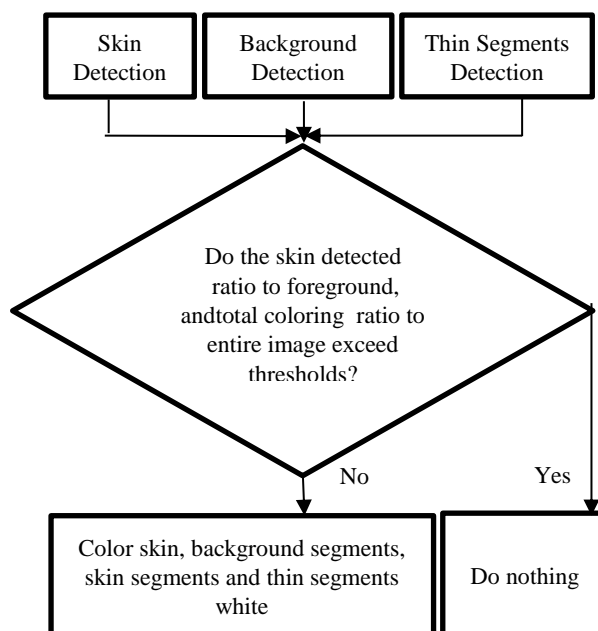 Skin
Detection
Background
Detection
Thin Segments
Detection
Do the skin detected
ratio to foreground,
andtotal coloring ratio to
entire image exceed
thresholds?
No
Yes
Color skin, background segments,
skin segments and thin segments
white
Do nothing